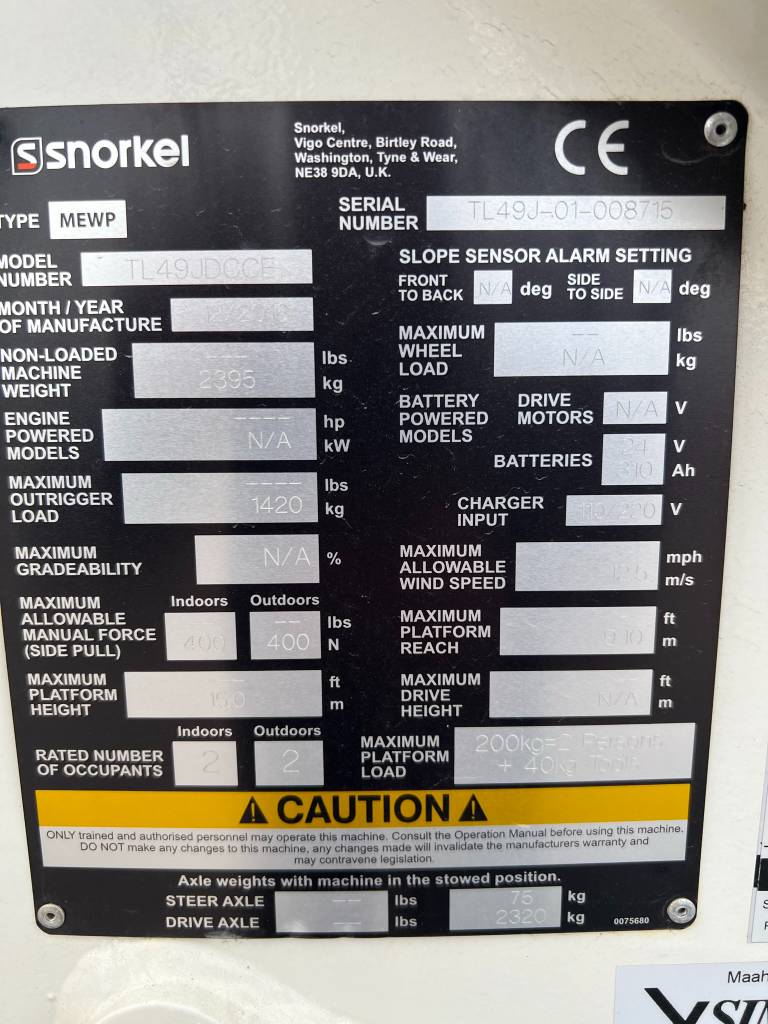 snorkel
Snorkel,
Vigo Centre, Birtley Road,
Washington, Tyne & Wear,
NE38 9DA, U.K.
CE
TYPE MEWP
SERIAL
NUMBER TL49J-01-008715
MODEL
NUMBER TL49JDCCE
SLOPE SENSOR ALARM SETTING
FRONT
TO BACK N/A deg
SIDE
TO SIDE N/A deg
MONTH / YEAR
OF MANUFACTURE
NON-LOADED
MACHINE
WEIGHT
--- lbs
2395 kg
MAXIMUM
WHEEL
LOAD
-- lbs
N/A kg
ENGINE
POWERED
MODELS
---- hp
N/A kW
BATTERY
POWERED
MODELS
DRIVE
MOTORS N/A V
BATTERIES
24 V
310 Ah
MAXIMUM
OUTRIGGER
LOAD
---- lbs
1420 kg
CHARGER
INPUT 110/220 V
MAXIMUM
GRADEABILITY N/A %
MAXIMUM
ALLOWABLE
WIND SPEED
mph
12.5 m/s
MAXIMUM
ALLOWABLE
MANUAL FORCE
(SIDE PULL)
Indoors Outdoors
-- lbs
400 400 N
MAXIMUM
PLATFORM
REACH
ft
9.10 m
MAXIMUM
PLATFORM
HEIGHT
ft
15.0 m
MAXIMUM
DRIVE
HEIGHT
ft
N/A m
Indoors Outdoors
RATED NUMBER
OF OCCUPANTS 2 2
MAXIMUM
PLATFORM
LOAD
200kg=2 Persons
+ 40kg Tools
CAUTION
ONLY trained and authorised personnel may operate this machine. Consult the Operation Manual before using this machine.
DO NOT make any changes to this machine, any changes made will invalidate the manufacturers warranty and
may contravene legislation.
Axle weights with machine in the stowed position.
STEER AXLE -- lbs 75 kg
DRIVE AXLE -- lbs 2320 kg
0075680
Maah